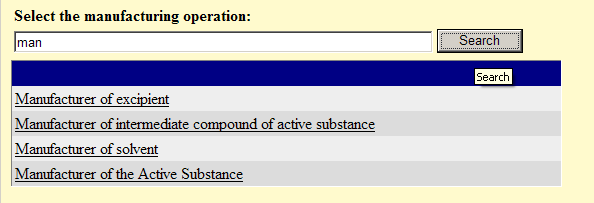 Select the manufacturing operation:
man Search
Search
Manufacturer of excipient
Manufacturer of intermediate compound of active substance
Manufacturer of solvent
Manufacturer of the Active Substance